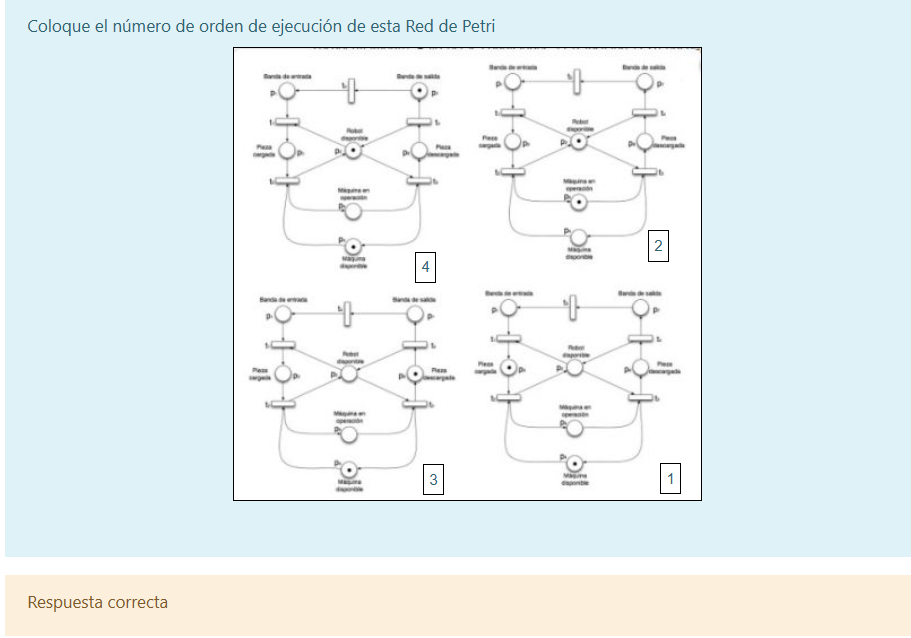 Coloque el número de orden de ejecución de esta Red de Petri
Banda de entrada
Banda de salida
Robot
disponible
Pieza
cargada
Pieza
descargada
Máquina en
operación
Máquina
disponible
4
Banda de entrada
Banda de salida
Robot
disponible
Pieza
cargada
Pieza
descargada
Máquina en
operación
Máquina
disponible
2
Banda de entrada
Banda de salida
Robot
disponible
Pieza
cargada
Pieza
descargada
Máquina en
operación
Máquina
disponible
3
Banda de entrada
Banda de salida
Robot
disponible
Pieza
cargada
Pieza
descargada
Máquina en
operación
Máquina
disponible
1
Respuesta correcta